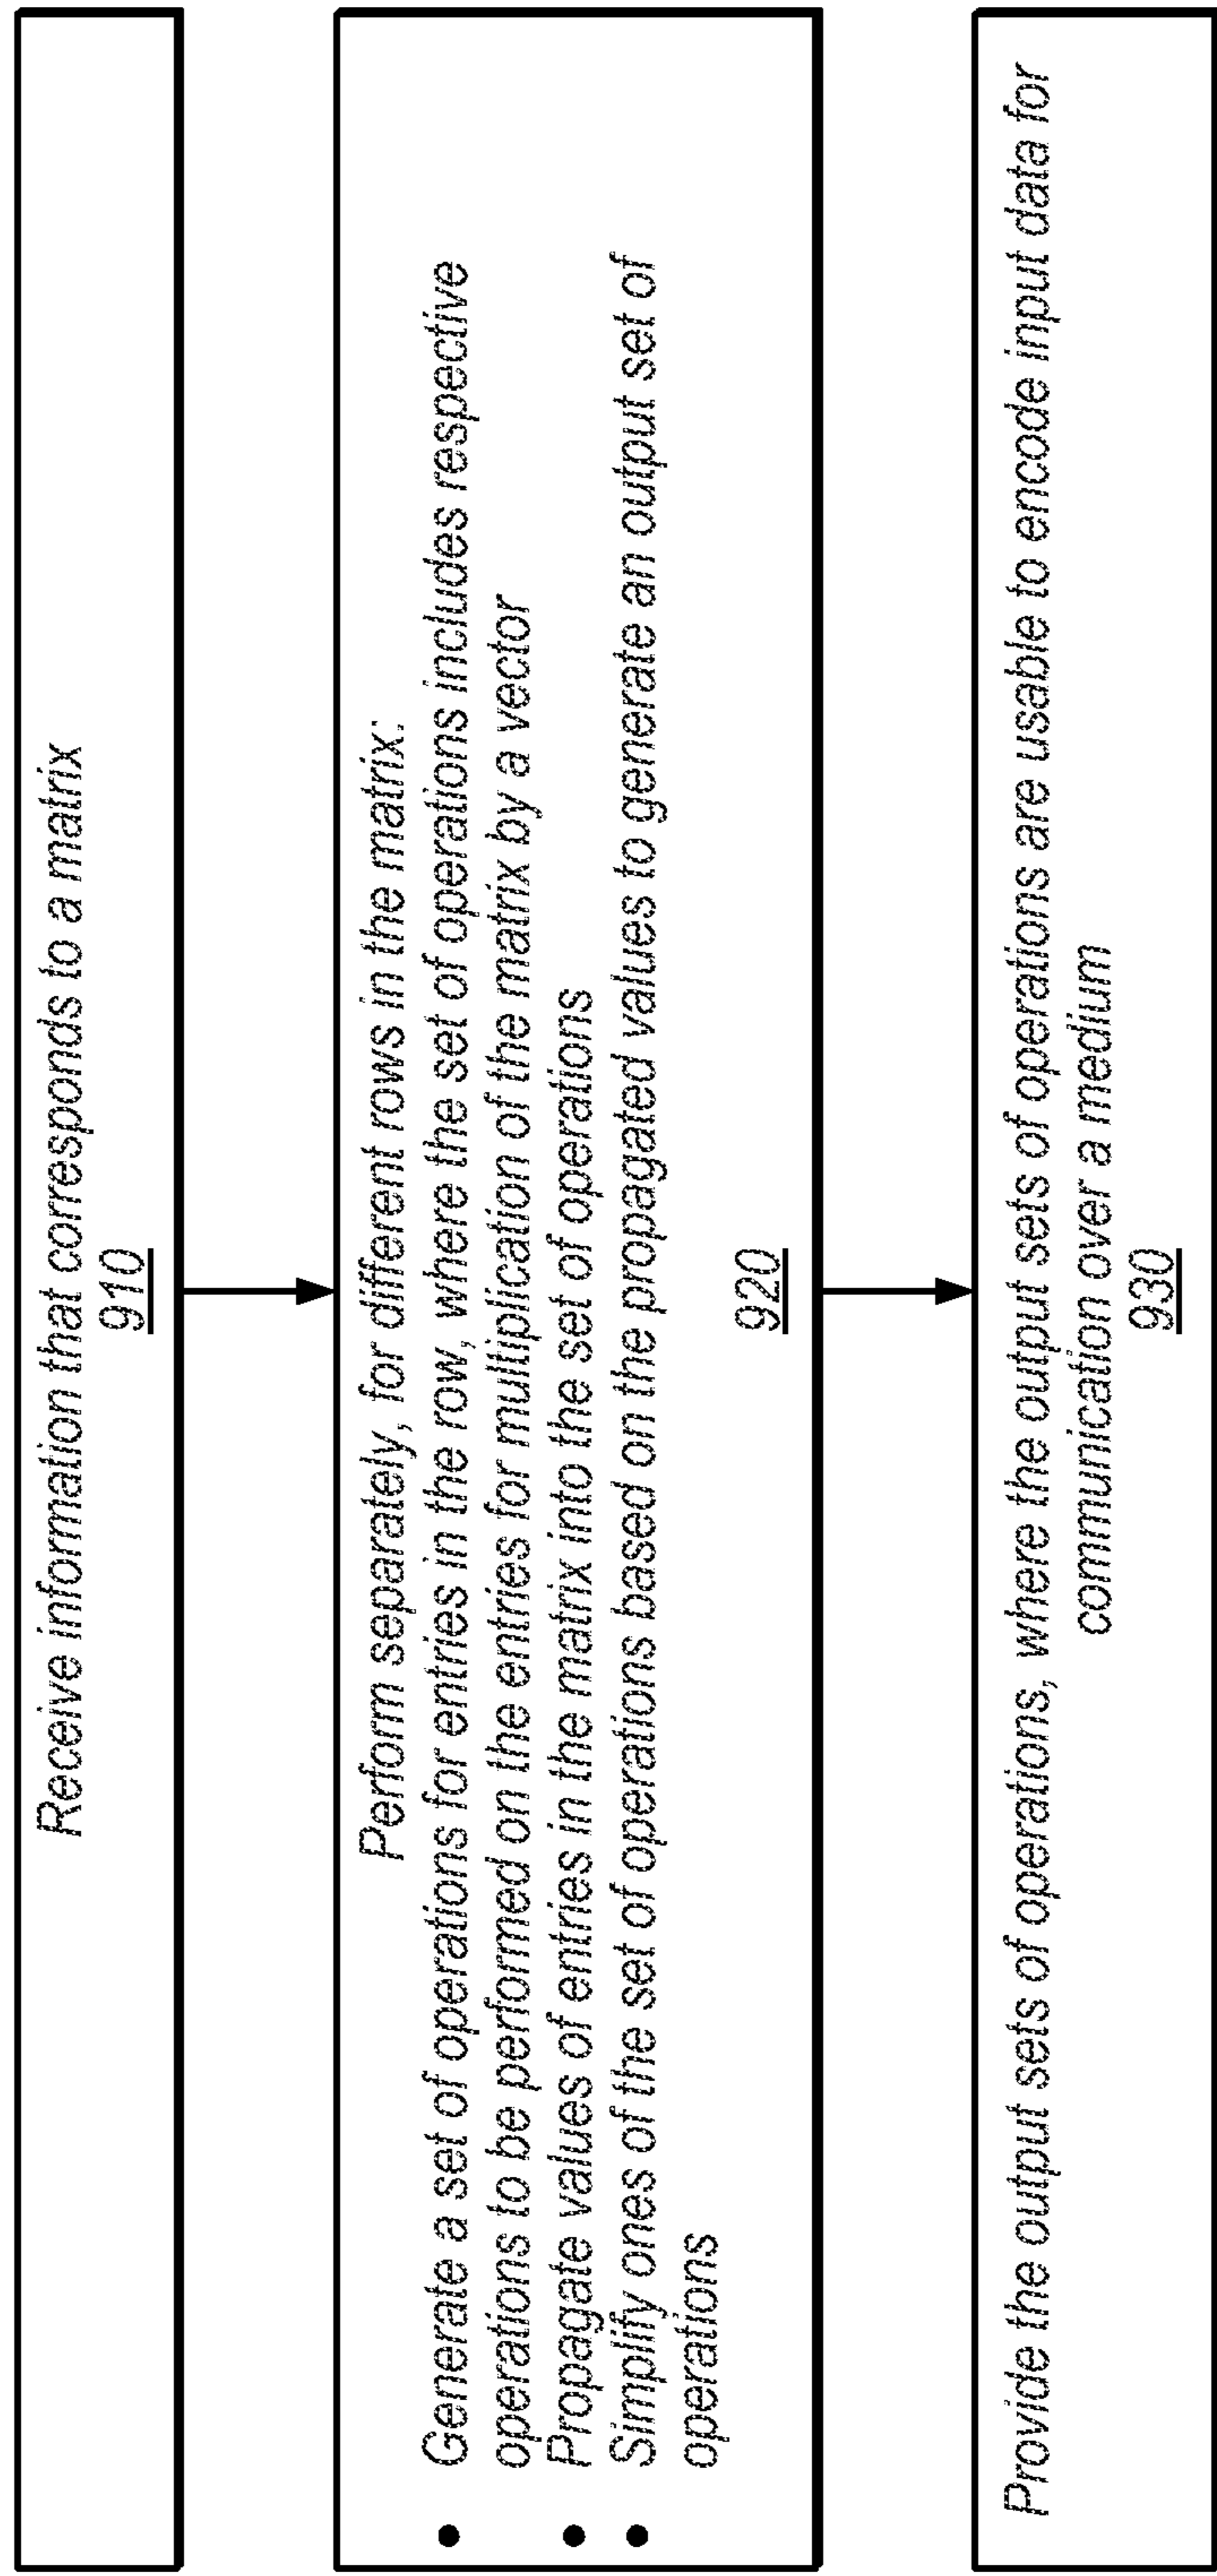 Receive information that corresponds to a matrix
910
Perform separately, for different rows in the matrix:
• Generate a set of operations for entries in the row, where the set of operations includes respective
operations to be performed on the entries for multiplication of the matrix by a vector
• Propagate values of entries in the matrix into the set of operations
• Simplify ones of the set of operations based on the propagated values to generate an output set of
operations
920
Provide the output sets of operations, where the output sets of operations are usable to encode input data for
communication over a medium
930